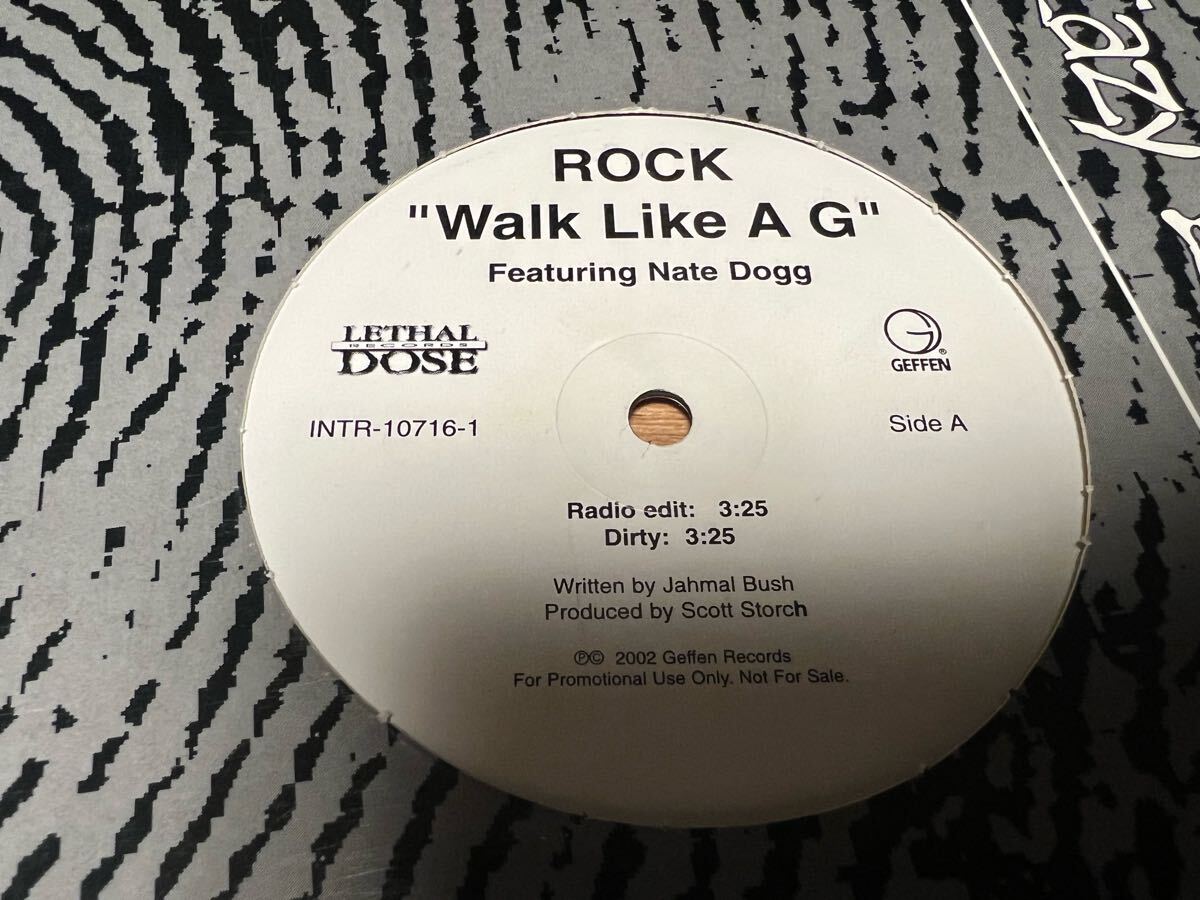 ROCK
"Walk Like A G"
Featuring Nate Dogg
LETHAL
RECORDS
DOSE
G
®
GEFFEN
INTR-10716-1
Side A
Radio edit: 3:25
Dirty: 3:25
Written by Jahmal Bush
Produced by Scott Storch
℗© 2002 Geffen Records
For Promotional Use Only. Not For Sale.